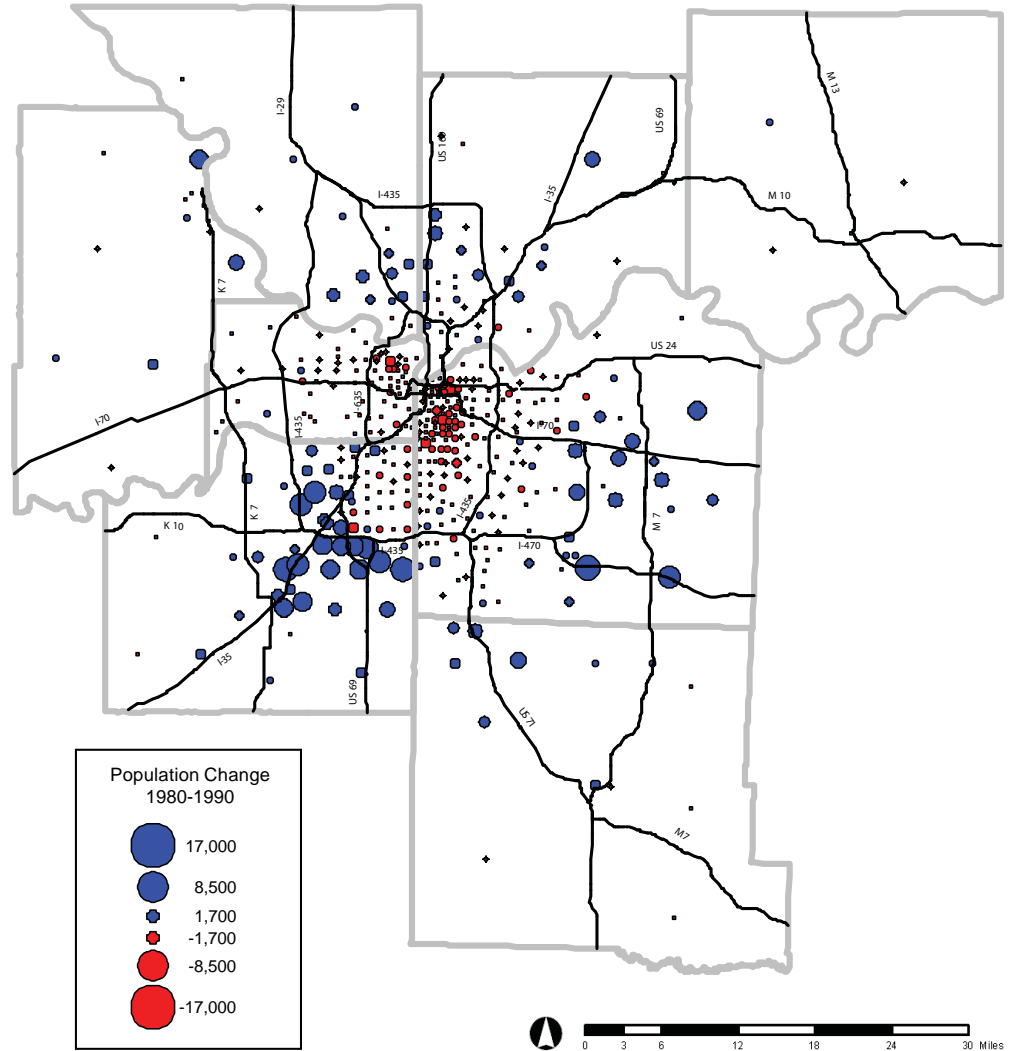 M 13
I-29
US 169
US 69
I-435
I-35
M 10
K 7
US 24
I-635
I-70
I-435
I-70
K 7
K 10
I-435
M 7
I-435
I-470
I-35
US 69
US 71
M7
Population Change
1980-1990
17,000
8,500
1,700
-1,700
-8,500
-17,000
0 3 6 12 18 24 30 Miles